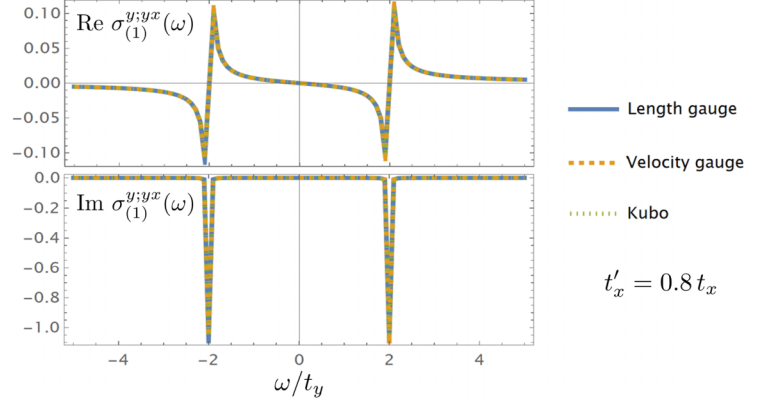 0.10
Re σ^{y;yx}_{(1)}(ω)
0.05
0.00
−0.05
−0.10
0.0
Im σ^{y;yx}_{(1)}(ω)
−0.2
−0.4
−0.6
−0.8
−1.0
−4 −2 0 2 4
ω/t_y
Length gauge
Velocity gauge
Kubo
t′_x = 0.8 t_x